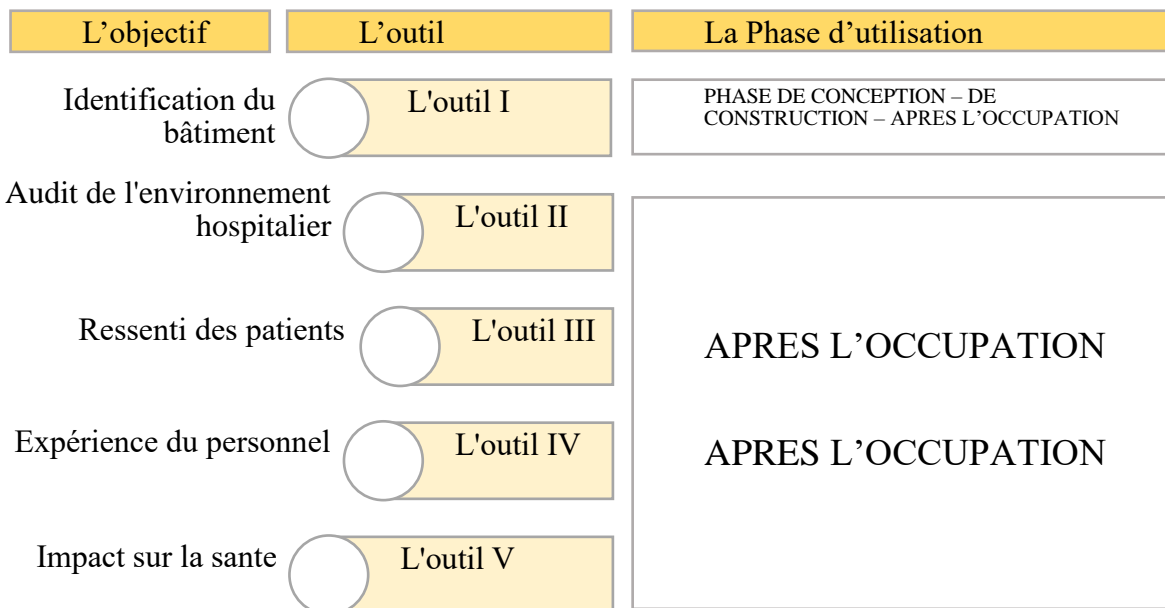 L’objectif
L’outil
La Phase d’utilisation
Identification du
bâtiment
L'outil I
PHASE DE CONCEPTION – DE
CONSTRUCTION – APRES L’OCCUPATION
Audit de l'environnement
hospitalier
L'outil II
Ressenti des patients
L'outil III
APRES L’OCCUPATION
Expérience du personnel
L'outil IV
APRES L’OCCUPATION
Impact sur la sante
L'outil V